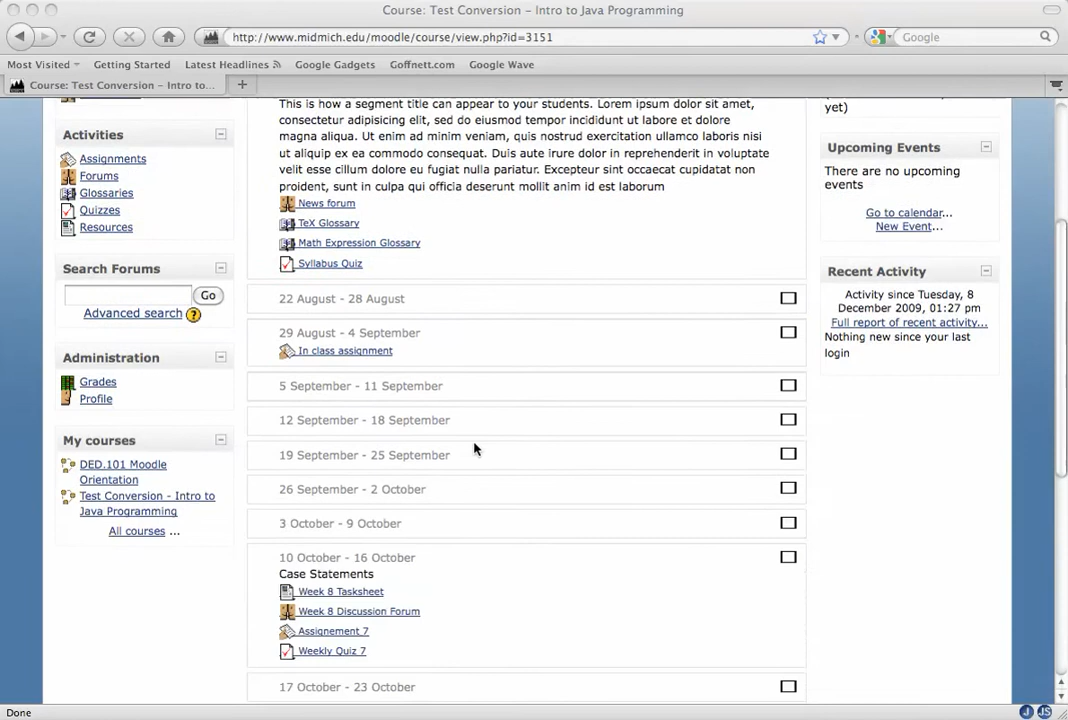 Course: Test Conversion – Intro to Java Programming
http://www.midmich.edu/moodle/course/view.php?id=3151
Google
Most Visited
Getting Started
Latest Headlines
Google Gadgets
Goffnett.com
Google Wave
Course: Test Conversion – Intro to...
Activities
Assignments
Forums
Glossaries
Quizzes
Resources
Search Forums
Go
Advanced search ?
Administration
Grades
Profile
My courses
DED.101 Moodle
Orientation
Test Conversion - Intro to
Java Programming
All courses ...
This is how a segment title can appear to your students. Lorem ipsum dolor sit amet,
consectetur adipisicing elit, sed do eiusmod tempor incididunt ut labore et dolore
magna aliqua. Ut enim ad minim veniam, quis nostrud exercitation ullamco laboris nisi
ut aliquip ex ea commodo consequat. Duis aute irure dolor in reprehenderit in voluptate
velit esse cillum dolore eu fugiat nulla pariatur. Excepteur sint occaecat cupidatat non
proident, sunt in culpa qui officia deserunt mollit anim id est laborum
News forum
TeX Glossary
Math Expression Glossary
Syllabus Quiz
22 August - 28 August
29 August - 4 September
In class assignment
5 September - 11 September
12 September - 18 September
19 September - 25 September
26 September - 2 October
3 October - 9 October
10 October - 16 October
Case Statements
Week 8 Tasksheet
Week 8 Discussion Forum
Assignement 7
Weekly Quiz 7
17 October - 23 October
yet)
Upcoming Events
There are no upcoming
events
Go to calendar...
New Event...
Recent Activity
Activity since Tuesday, 8
December 2009, 01:27 pm
Full report of recent activity...
Nothing new since your last
login
Done
J
JS